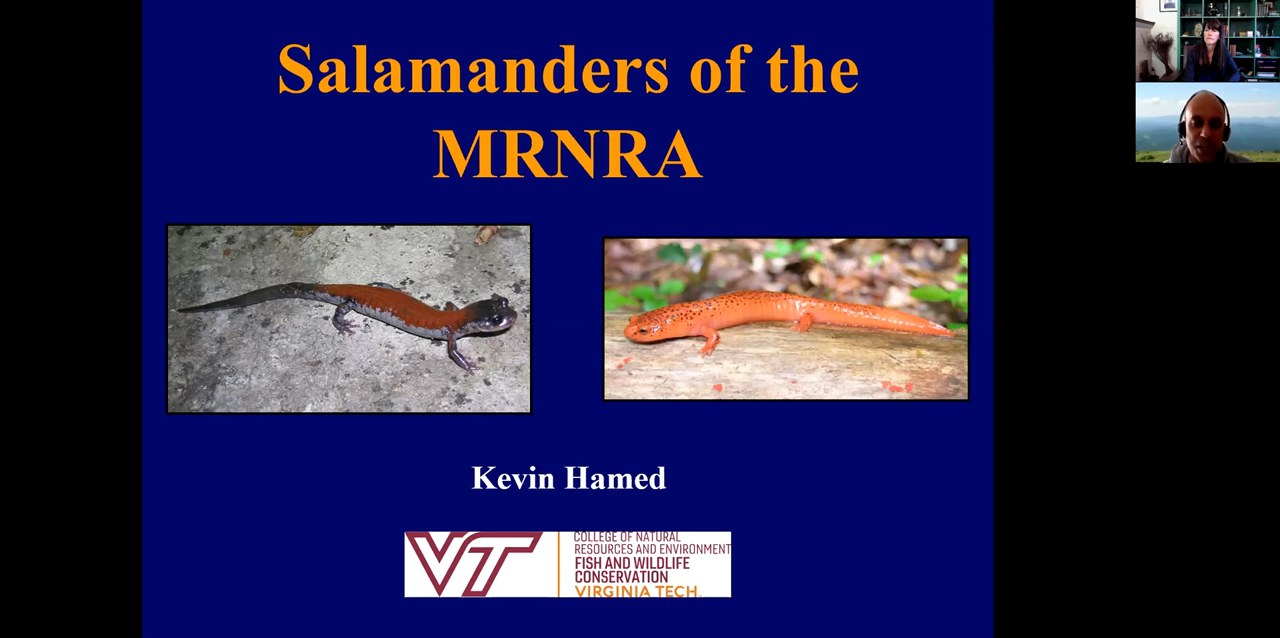 Salamanders of the
MRNRA
Kevin Hamed
VT
COLLEGE OF NATURAL
RESOURCES AND ENVIRONMENT
FISH AND WILDLIFE
CONSERVATION
VIRGINIA TECH.